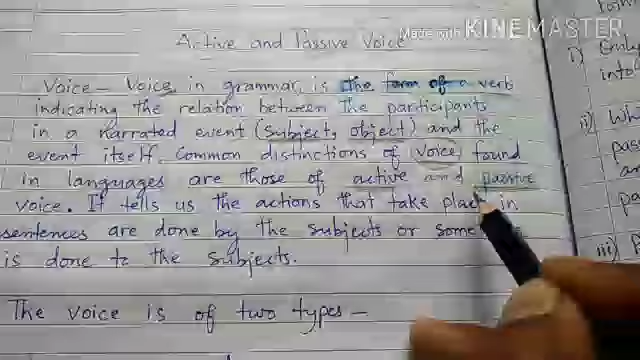 Made with KINEMASTER
Active and Passive Voice
Voice – Voice, in grammar, is the form of a verb
indicating the relation between the participants
in a narrated event (subject, object) and the
event itself. Common distinctions of voice found
in languages are those of active and passive
voice. It tells us the actions that take place in
sentences are done by the subjects or some
is done to the subjects.
The voice is of two types –
i)
ii)
iii)